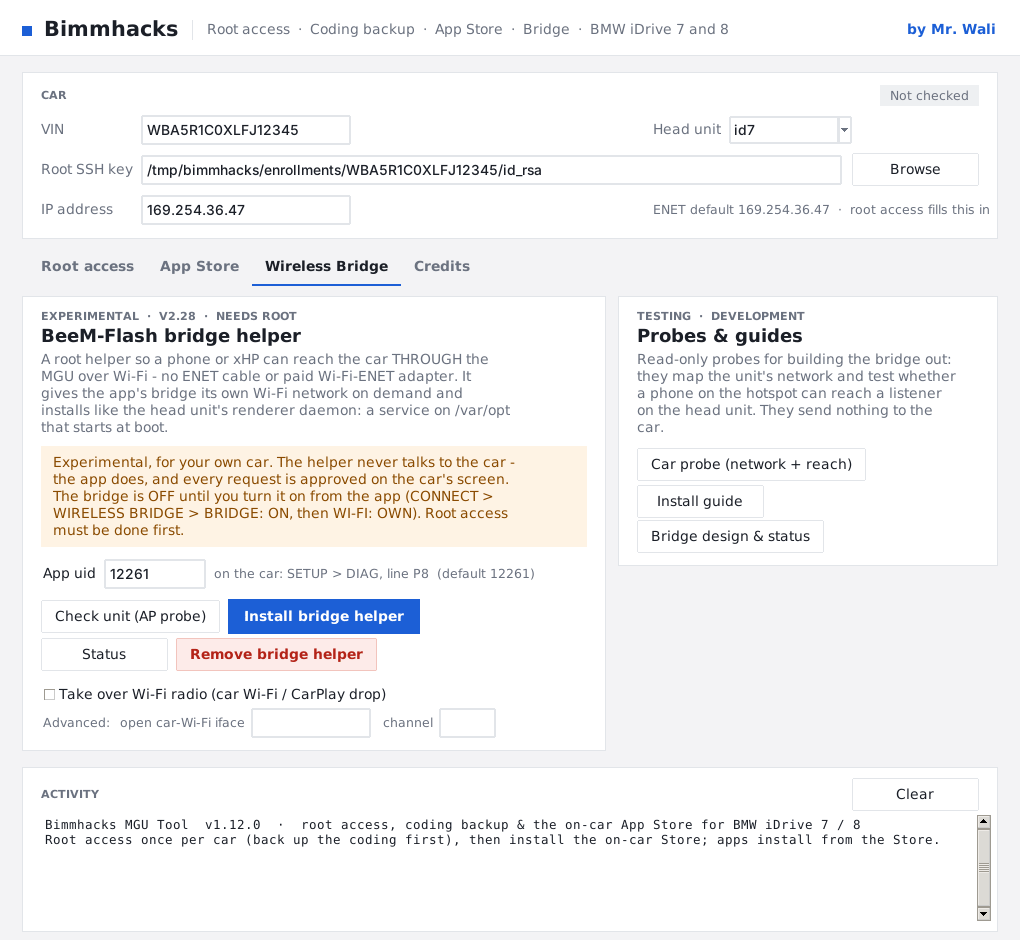 Bimmhacks
Root access · Coding backup · App Store · Bridge · BMW iDrive 7 and 8
by Mr. Wali
CAR
Not checked
VIN
WBA5R1C0XLFJ12345
Head unit
id7
Root SSH key
/tmp/bimmhacks/enrollments/WBA5R1C0XLFJ12345/id_rsa
Browse
IP address
169.254.36.47
ENET default 169.254.36.47 · root access fills this in
Root access
App Store
Wireless Bridge
Credits
EXPERIMENTAL · V2.28 · NEEDS ROOT
BeeM-Flash bridge helper
A root helper so a phone or xHP can reach the car THROUGH the
MGU over Wi-Fi - no ENET cable or paid Wi-Fi-ENET adapter. It
gives the app's bridge its own Wi-Fi network on demand and
installs like the head unit's renderer daemon: a service on /var/opt
that starts at boot.
Experimental, for your own car. The helper never talks to the car -
the app does, and every request is approved on the car's screen.
The bridge is OFF until you turn it on from the app (CONNECT >
WIRELESS BRIDGE > BRIDGE: ON, then WI-FI: OWN). Root access
must be done first.
App uid
12261
on the car: SETUP > DIAG, line P8 (default 12261)
Check unit (AP probe)
Install bridge helper
Status
Remove bridge helper
Take over Wi-Fi radio (car Wi-Fi / CarPlay drop)
Advanced: open car-Wi-Fi iface
channel
TESTING · DEVELOPMENT
Probes & guides
Read-only probes for building the bridge out:
they map the unit's network and test whether
a phone on the hotspot can reach a listener
on the head unit. They send nothing to the
car.
Car probe (network + reach)
Install guide
Bridge design & status
ACTIVITY
Clear
Bimmhacks MGU Tool v1.12.0 · root access, coding backup & the on-car App Store for BMW iDrive 7 / 8
Root access once per car (back up the coding first), then install the on-car Store; apps install from the Store.